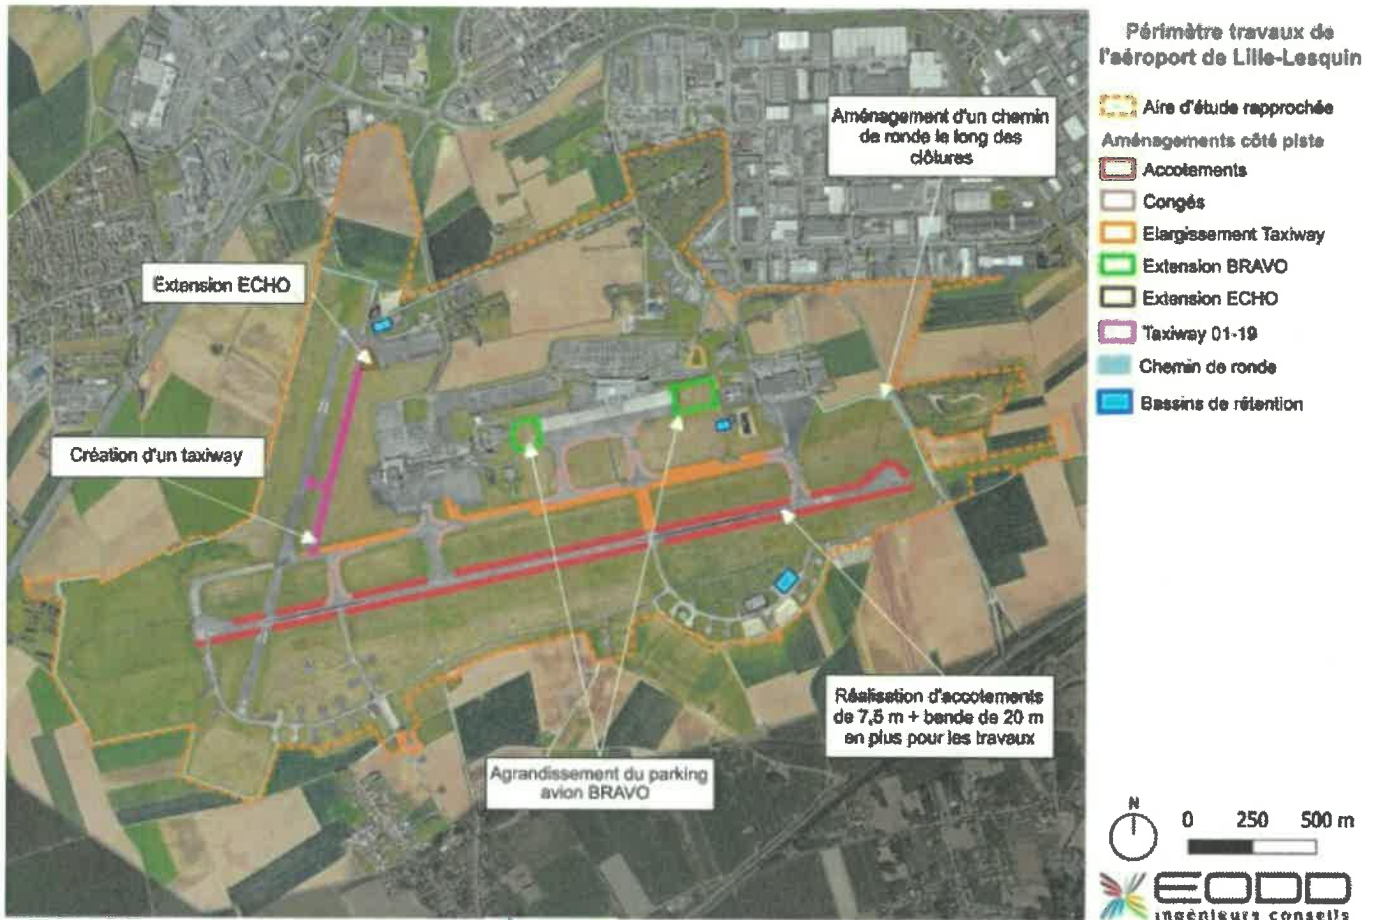 Périmètre travaux de
l'aéroport de Lille-Lesquin
Aire d'étude rapprochée
Aménagements côté piste
Accotements
Congés
Elargissement Taxiway
Extension BRAVO
Extension ECHO
Taxiway 01-19
Chemin de ronde
Bassins de rétention
Aménagement d'un chemin
de ronde le long des
clôtures
Extension ECHO
Création d'un taxiway
Réalisation d'accotements
de 7,5 m + bande de 20 m
en plus pour les travaux
Agrandissement du parking
avion BRAVO
N
0 250 500 m
EODD
ingénieurs conseils